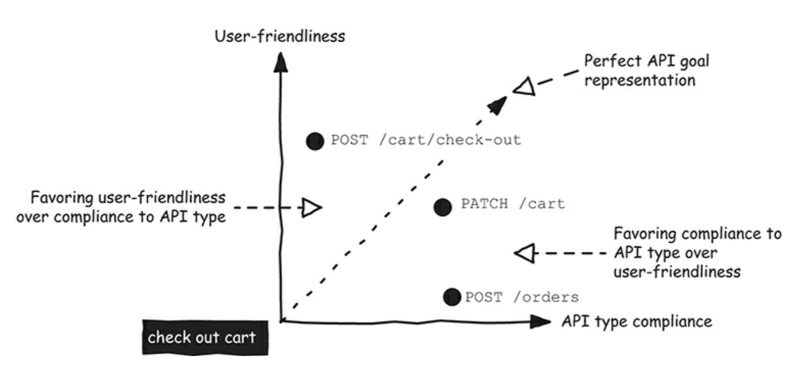 User-friendliness
Perfect API goal
representation
POST /cart/check-out
Favoring user-friendliness
over compliance to API type
PATCH /cart
Favoring compliance to
API type over
user-friendliness
POST /orders
check out cart
API type compliance